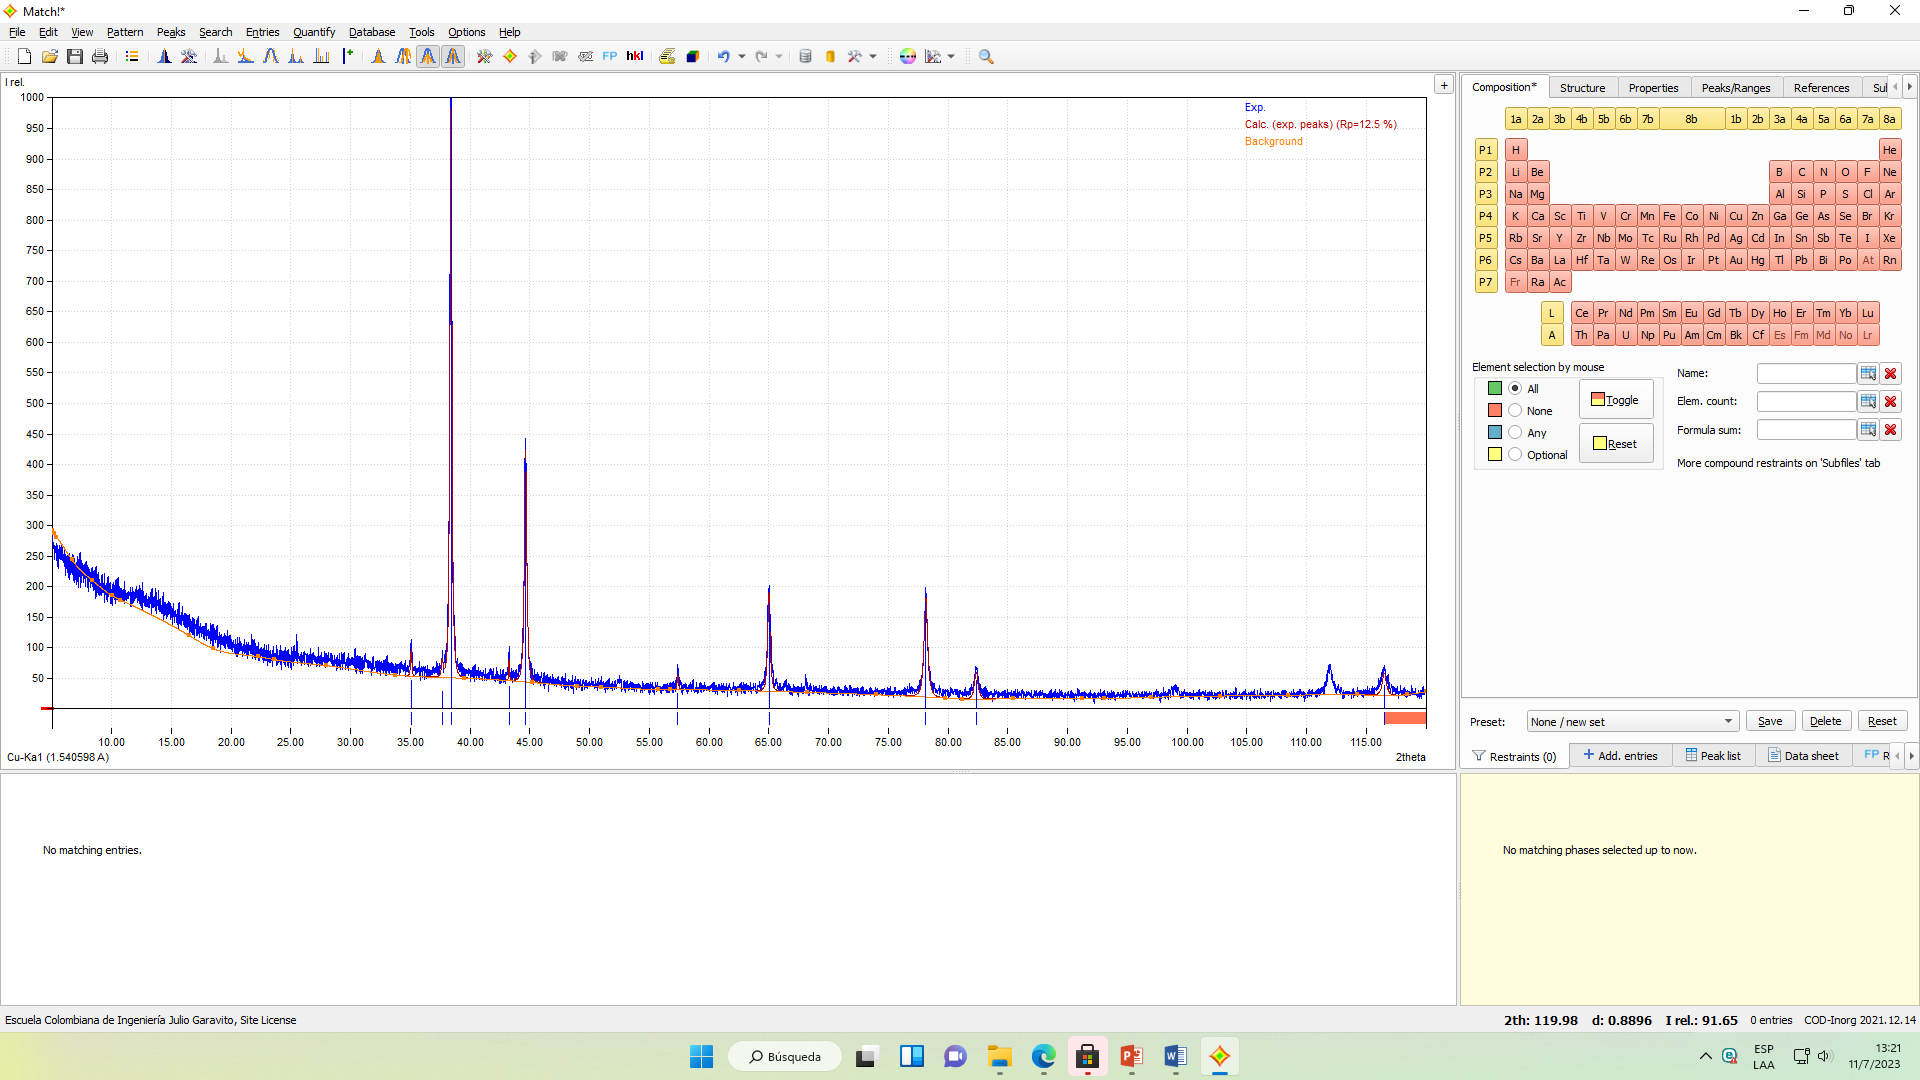 Match!*
File Edit View Pattern Peaks Search Entries Quantify Database Tools Options Help
FP hkl
I rel.
1000
950
900
850
800
750
700
650
600
550
500
450
400
350
300
250
200
150
100
50
Exp.
Calc. (exp. peaks) (Rp=12.5 %)
Background
10.00 15.00 20.00 25.00 30.00 35.00 40.00 45.00 50.00 55.00 60.00 65.00 70.00 75.00 80.00 85.00 90.00 95.00 100.00 105.00 110.00 115.00
Cu-Ka1 (1.540598 A) 2theta
Composition* Structure Properties Peaks/Ranges References Sul
1a 2a 3b 4b 5b 6b 7b 8b 1b 2b 3a 4a 5a 6a 7a 8a
P1 H He
P2 Li Be B C N O F Ne
P3 Na Mg Al Si P S Cl Ar
P4 K Ca Sc Ti V Cr Mn Fe Co Ni Cu Zn Ga Ge As Se Br Kr
P5 Rb Sr Y Zr Nb Mo Tc Ru Rh Pd Ag Cd In Sn Sb Te I Xe
P6 Cs Ba La Hf Ta W Re Os Ir Pt Au Hg Tl Pb Bi Po At Rn
P7 Fr Ra Ac
L Ce Pr Nd Pm Sm Eu Gd Tb Dy Ho Er Tm Yb Lu
A Th Pa U Np Pu Am Cm Bk Cf Es Fm Md No Lr
Element selection by mouse
All
None
Any
Optional
Toggle
Reset
Name:
Elem. count:
Formula sum:
More compound restraints on 'Subfiles' tab
Preset: None / new set Save Delete Reset
Restraints (0) Add. entries Peak list Data sheet FP R
No matching entries.
No matching phases selected up to now.
Escuela Colombiana de Ingeniería Julio Garavito, Site License
2th: 119.98 d: 0.8896 I rel.: 91.65 0 entries COD-Inorg 2021.12.14
Búsqueda
ESP
LAA
13:21
11/7/2023